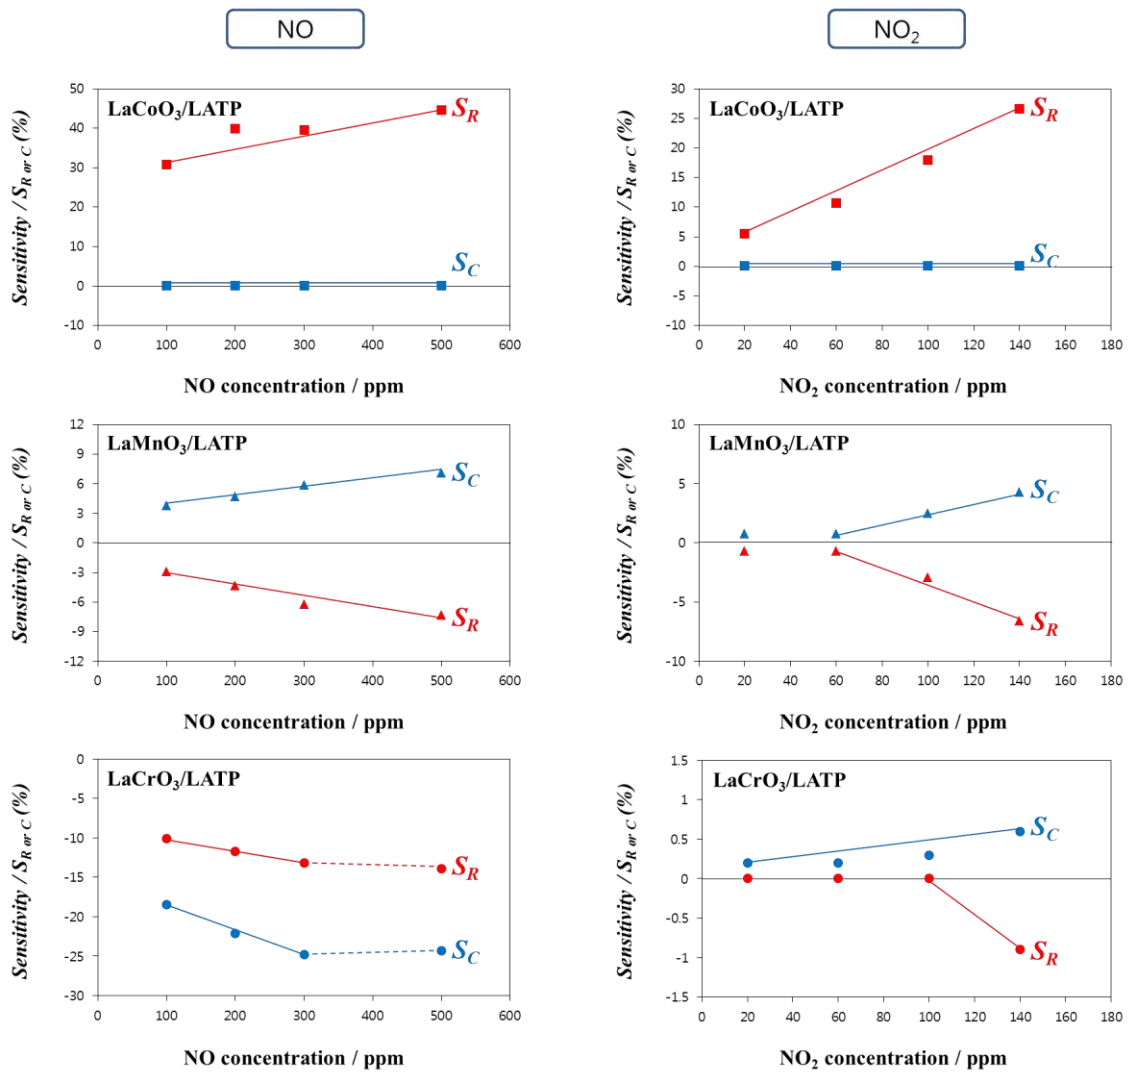 NO
NO2
LaCoO3/LATP
Sensitivity / SR or C (%)
50
40
30
20
10
0
-10
SR
SC
0 100 200 300 400 500 600
NO concentration / ppm
LaCoO3/LATP
Sensitivity / SR or C (%)
30
25
20
15
10
5
0
-5
-10
SR
SC
0 20 40 60 80 100 120 140 160 180
NO2 concentration / ppm
LaMnO3/LATP
Sensitivity / SR or C (%)
12
9
6
3
0
-3
-6
-9
-12
SC
SR
0 100 200 300 400 500 600
NO concentration / ppm
LaMnO3/LATP
Sensitivity / SR or C (%)
10
5
0
-5
-10
SC
SR
0 20 40 60 80 100 120 140 160 180
NO2 concentration / ppm
LaCrO3/LATP
Sensitivity / SR or C (%)
0
-5
-10
-15
-20
-25
-30
SR
SC
0 100 200 300 400 500 600
NO concentration / ppm
LaCrO3/LATP
Sensitivity / SR or C (%)
1.5
1
0.5
0
-0.5
-1
-1.5
SC
SR
0 20 40 60 80 100 120 140 160 180
NO2 concentration / ppm